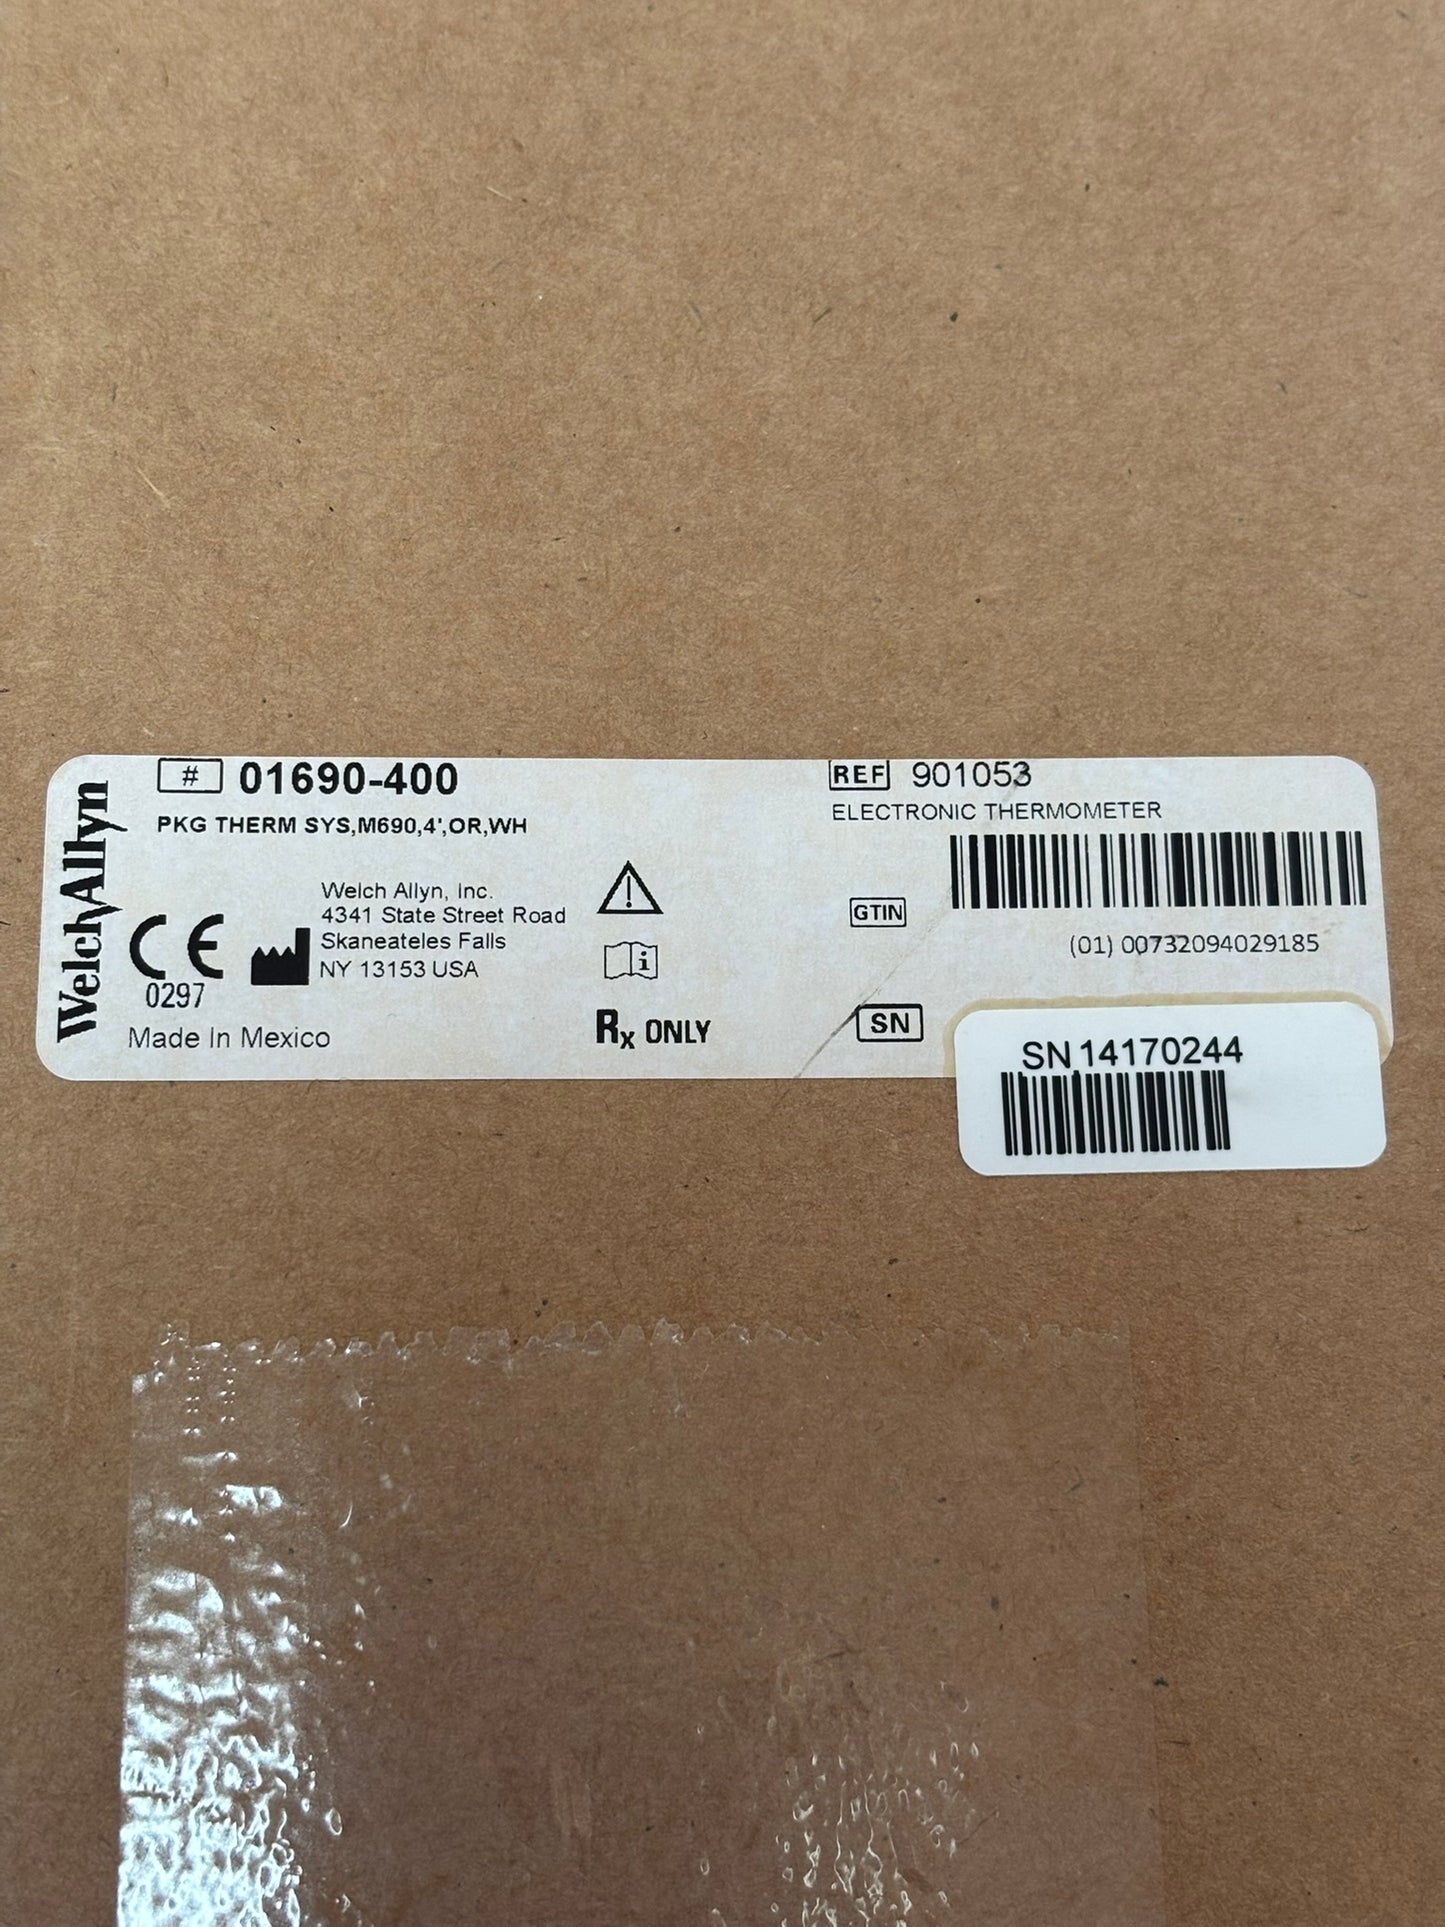 WelchAllyn
# 01690-400
PKG THERM SYS,M690,4',OR,WH
CE
0297
Welch Allyn, Inc.
4341 State Street Road
Skaneateles Falls
NY 13153 USA
Made In Mexico
i
Rx ONLY
REF 901053
ELECTRONIC THERMOMETER
GTIN
(01) 00732094029185
SN
SN 14170244